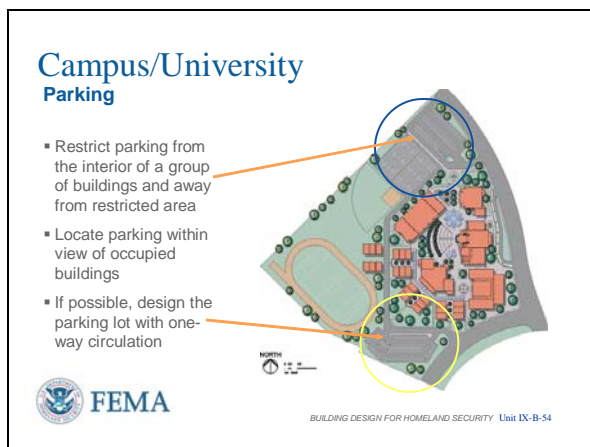 Campus/University
Parking
▪ Restrict parking from
the interior of a group
of buildings and away
from restricted area
▪ Locate parking within
view of occupied
buildings
▪ If possible, design the
parking lot with one-
way circulation
NORTH
FEMA
BUILDING DESIGN FOR HOMELAND SECURITY Unit IX-B-54